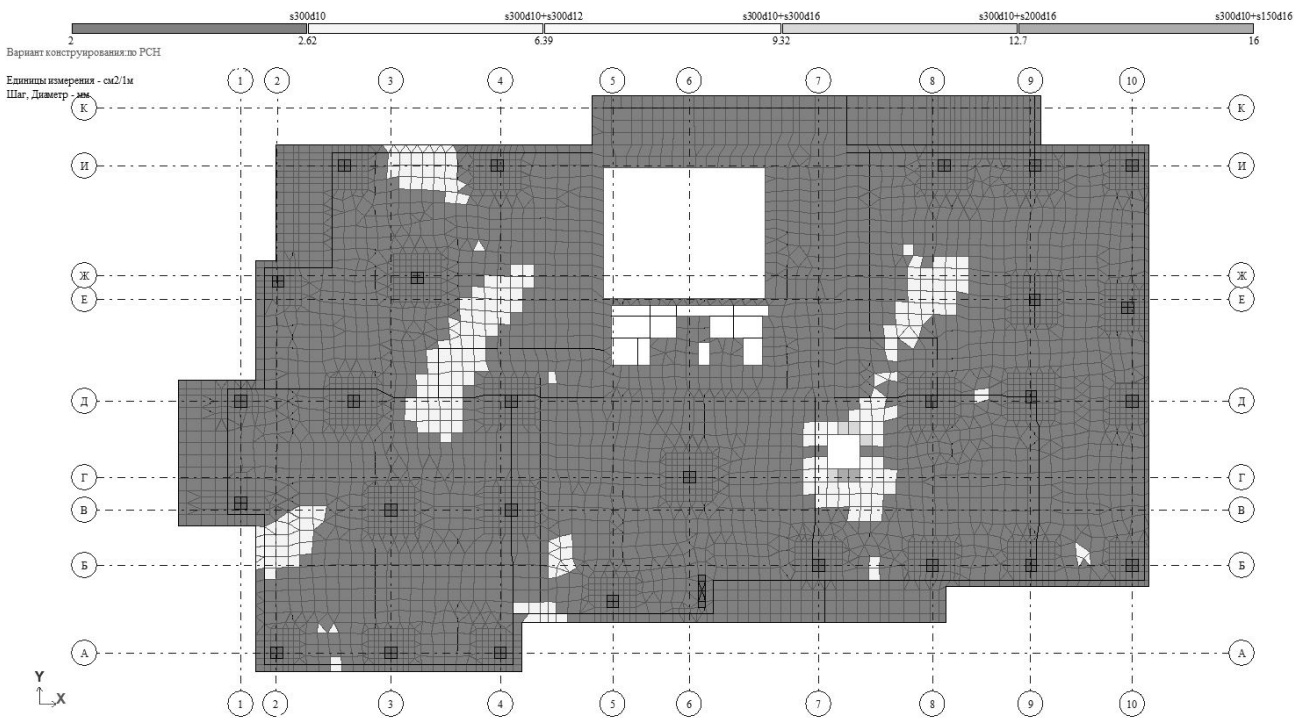 s300d10 s300d10+s300d12 s300d10+s300d16 s300d10+s200d16 s300d10+s150d16
2 2.62 6.39 9.32 12.7 16
Вариант конструирования:по РСН
Единицы измерения - см2/1м
Шаг, Диаметр - мм
1 2 3 4 5 6 7 8 9 10
К К
И И
Ж Ж
Е Е
Д Д
Г Г
В В
Б Б
А А
Y
X
1 2 3 4 5 6 7 8 9 10